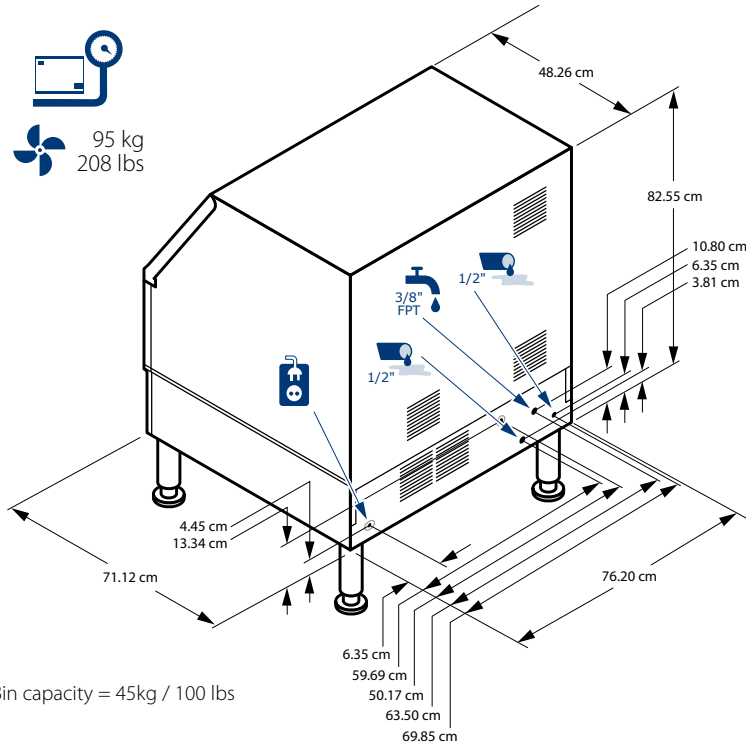 48.26 cm
95 kg
208 lbs
82.55 cm
10.80 cm
6.35 cm
3.81 cm
1/2"
3/8"
FPT
1/2"
4.45 cm
13.34 cm
71.12 cm
76.20 cm
6.35 cm
59.69 cm
50.17 cm
63.50 cm
69.85 cm
capacity = 45kg / 100 lbs